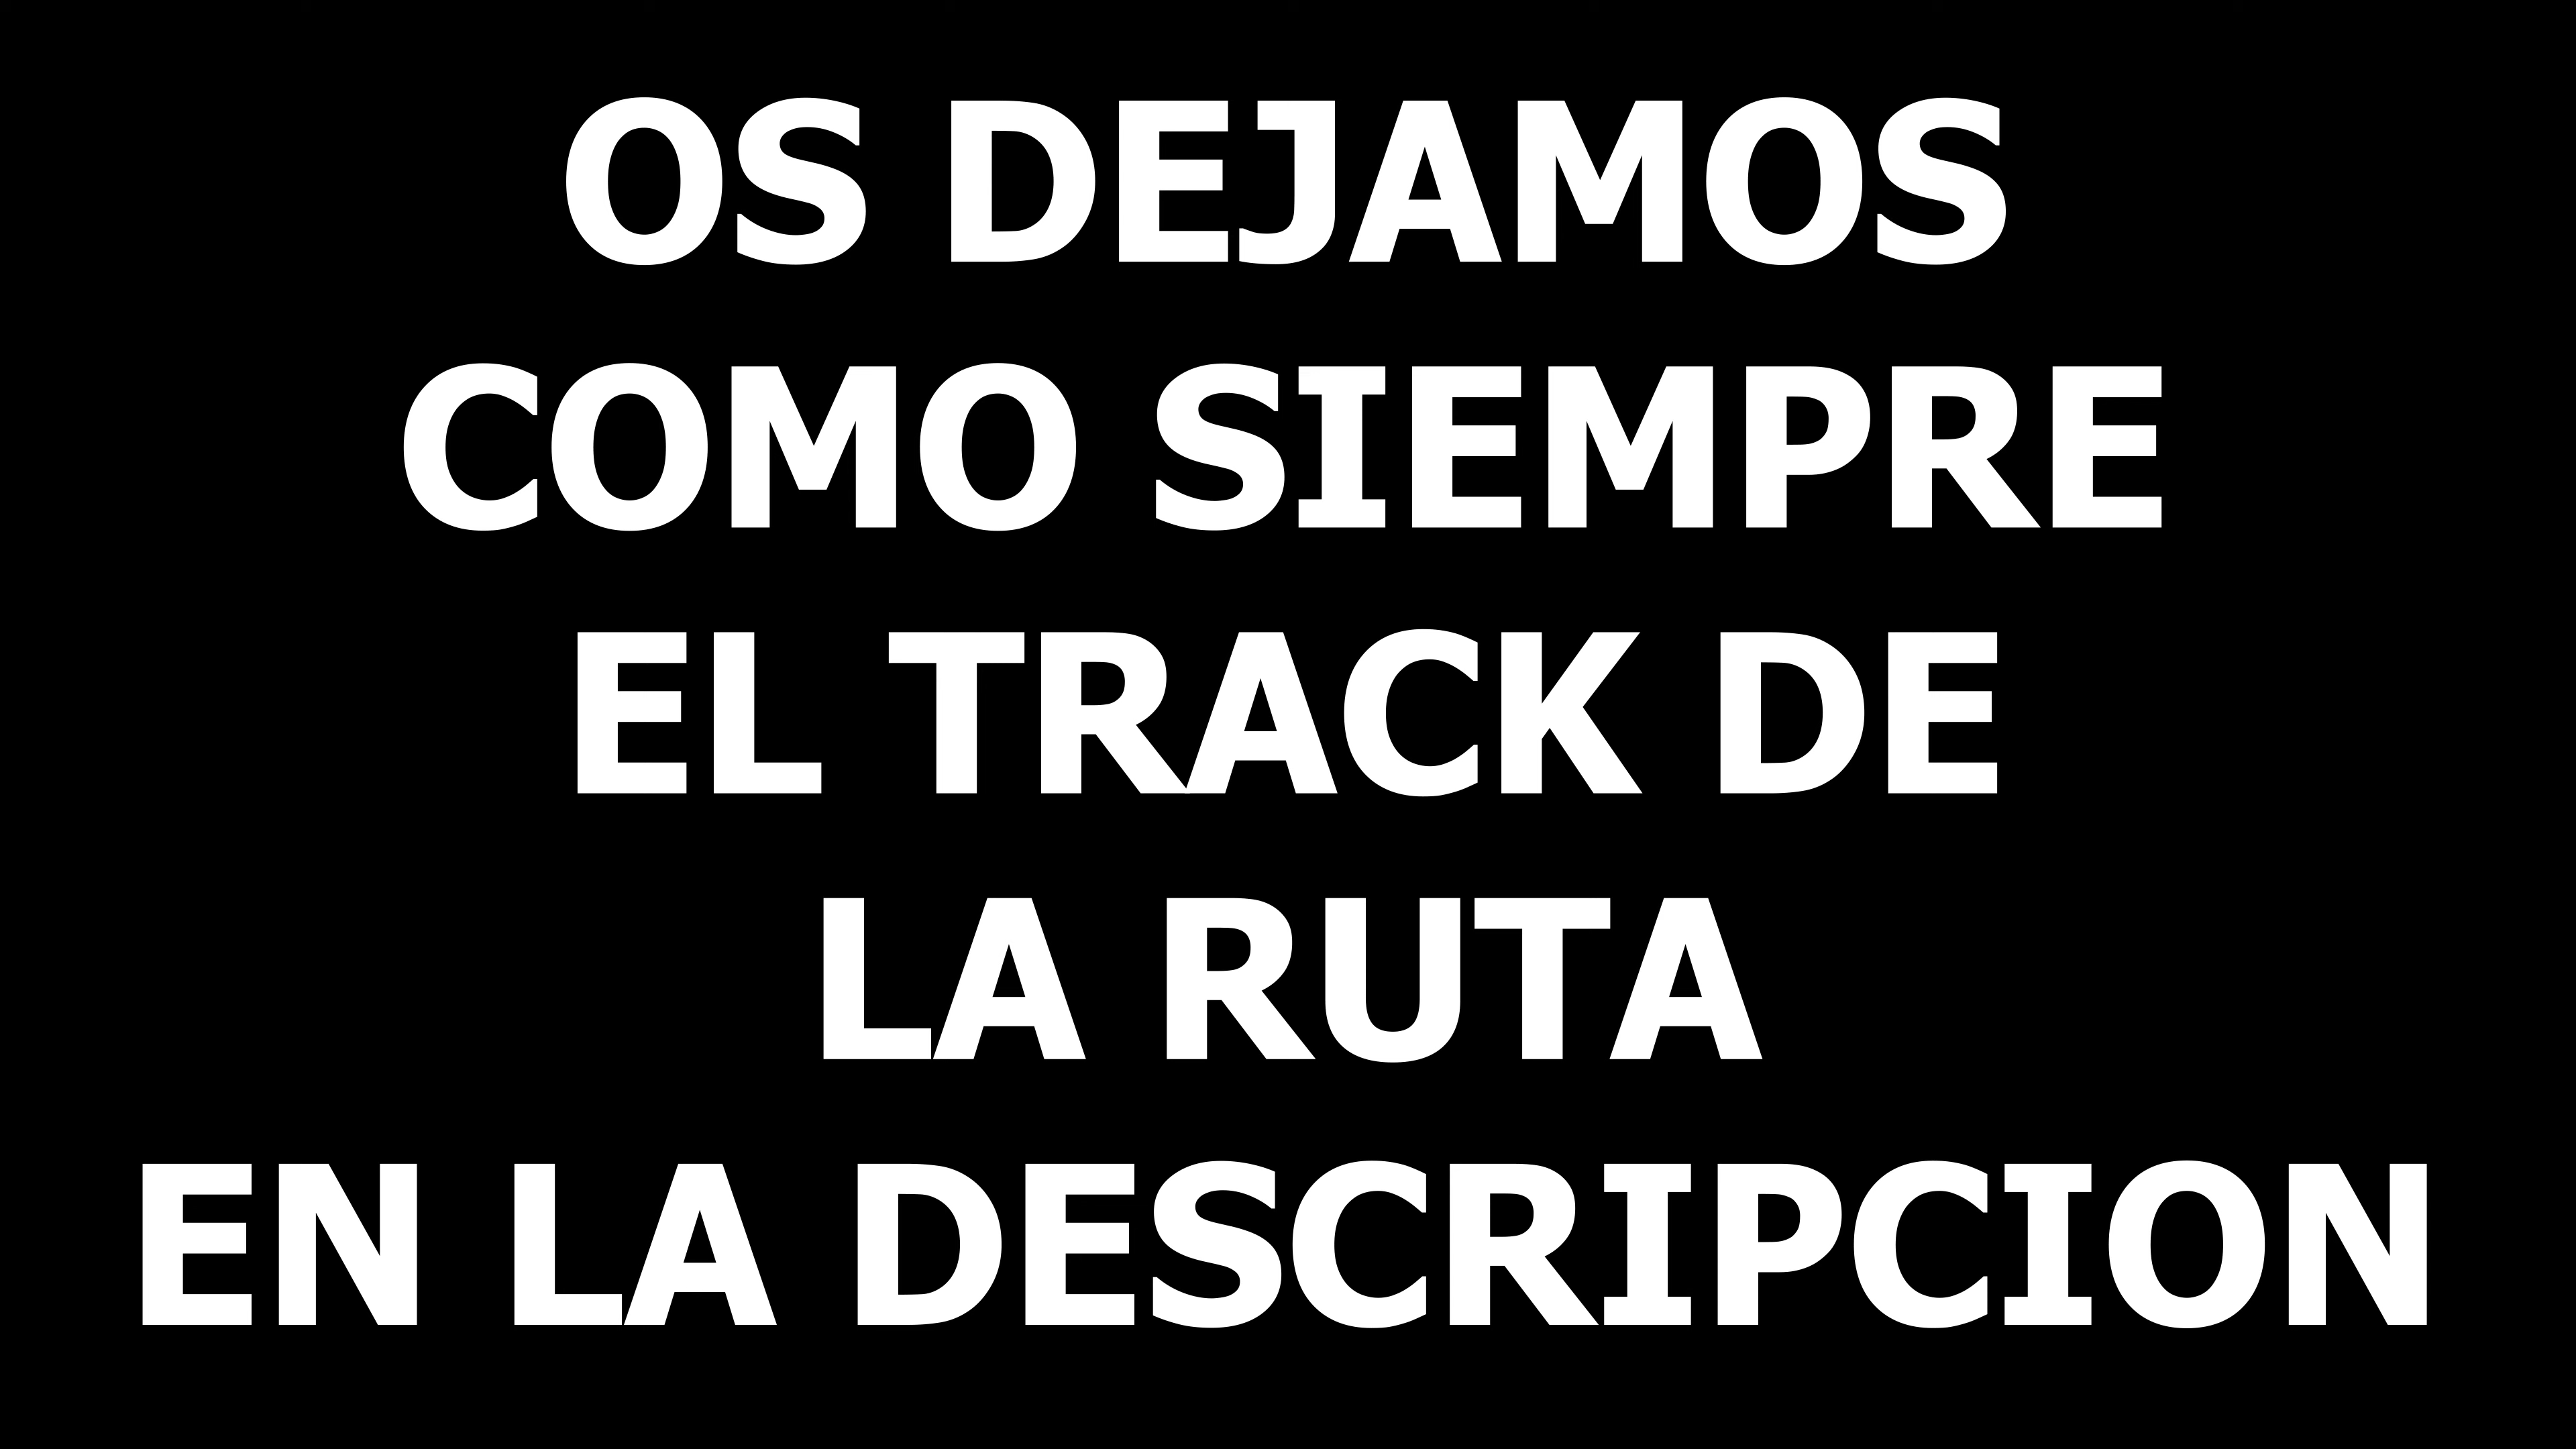 OS DEJAMOS
COMO SIEMPRE
EL TRACK DE
LA RUTA
EN LA DESCRIPCION